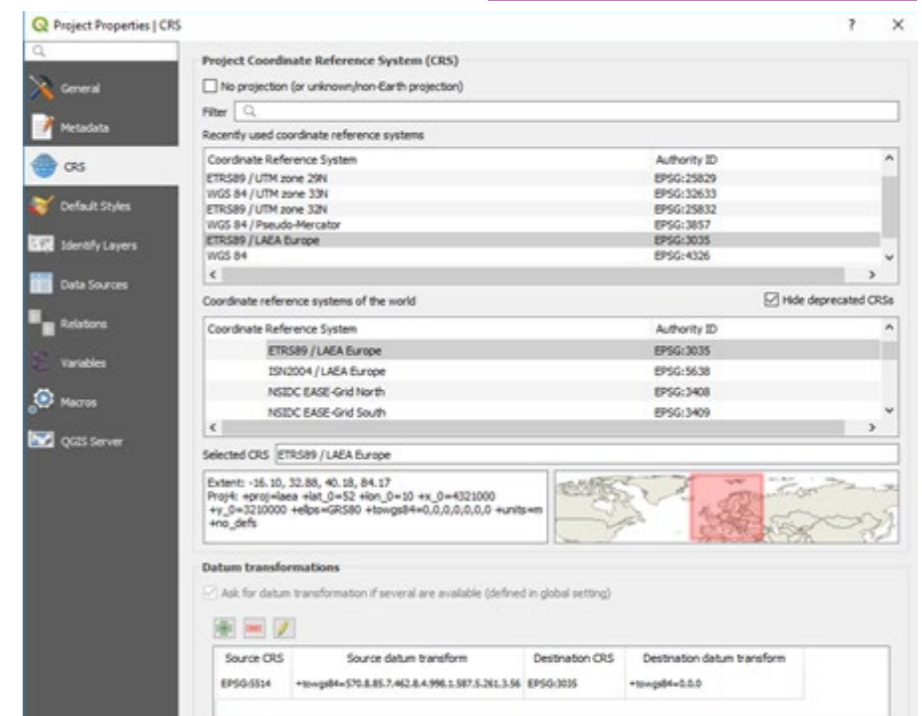 Project Properties | CRS
?
×
General
Metadata
CRS
Default Styles
Identify Layers
Data Sources
Relations
Variables
Macros
QGIS Server
Project Coordinate Reference System (CRS)
No projection (or unknown/non-Earth projection)
Filter
Recently used coordinate reference systems
Coordinate Reference System Authority ID
ETRS89 / UTM zone 29N EPSG:25829
WGS 84 / UTM zone 33N EPSG:32633
ETRS89 / UTM zone 32N EPSG:25832
WGS 84 / Pseudo-Mercator EPSG:3857
ETRS89 / LAEA Europe EPSG:3035
WGS 84 EPSG:4326
Coordinate reference systems of the world Hide deprecated CRSs
Coordinate Reference System Authority ID
ETRS89 / LAEA Europe EPSG:3035
ISN2004 / LAEA Europe EPSG:5638
NSIDC EASE-Grid North EPSG:3408
NSIDC EASE-Grid South EPSG:3409
Selected CRS ETRS89 / LAEA Europe
Extent: -16.10, 32.88, 40.18, 84.17
Proj4: +proj=laea +lat_0=52 +lon_0=10 +x_0=4321000
+y_0=3210000 +ellps=GRS80 +towgs84=0,0,0,0,0,0,0 +units=m
+no_defs
Datum transformations
Ask for datum transformation if several are available (defined in global setting)
Source CRS Source datum transform Destination CRS Destination datum transform
EPSG:5514 EPSG:3035 +towgs84=0,0,0